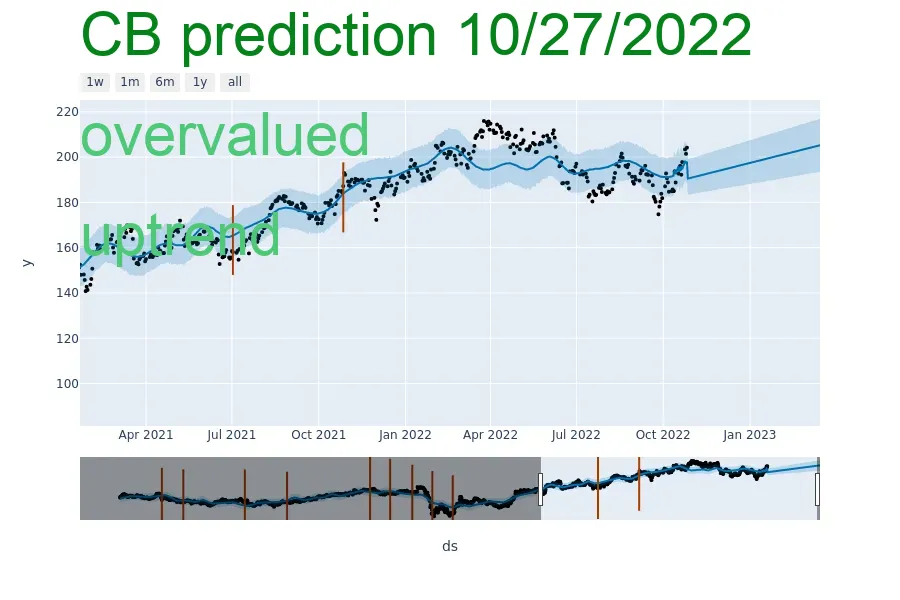 CB prediction 10/27/2022
1w 1m 6m 1y all
220
overvalued
200
180
uptrend
160
y
140
120
100
Apr 2021 Jul 2021 Oct 2021 Jan 2022 Apr 2022 Jul 2022 Oct 2022 Jan 2023
ds